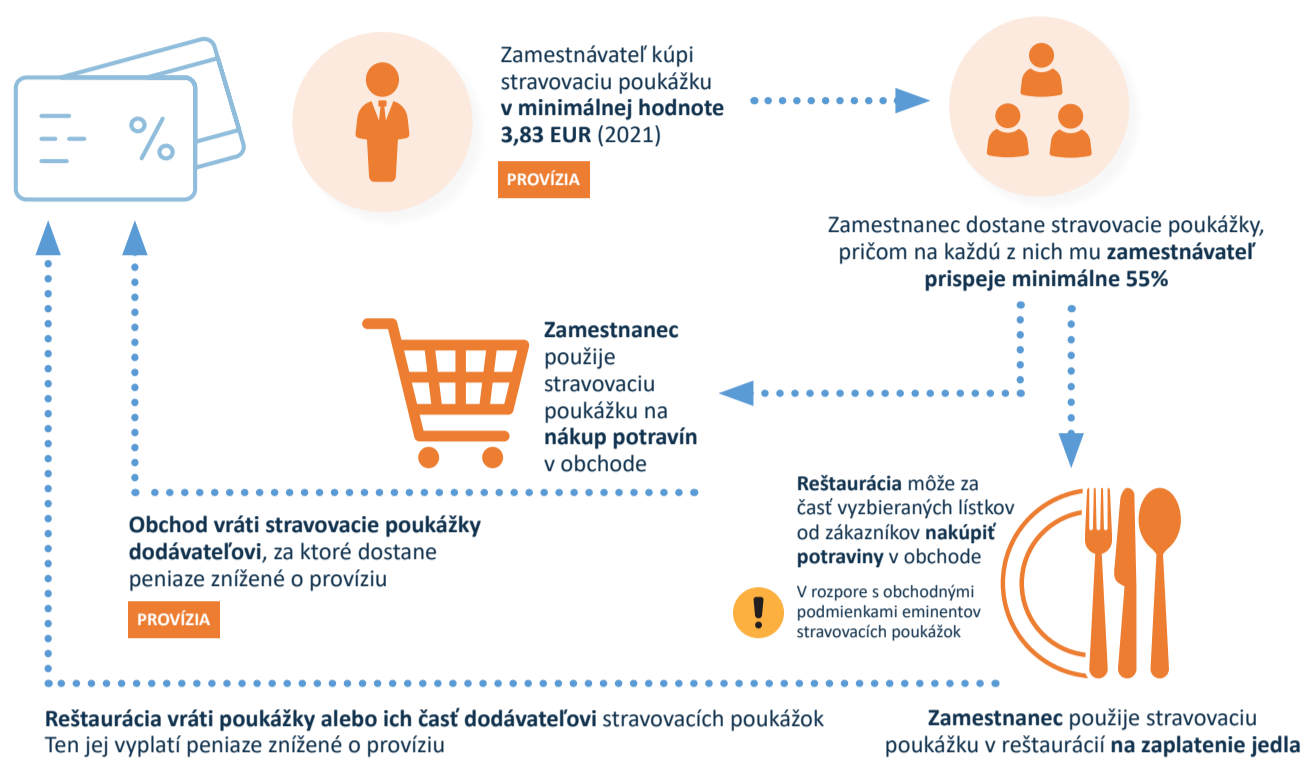 Zamestnávateľ kúpi
stravovaciu poukážku
v minimálnej hodnote
3,83 EUR (2021)
PROVÍZIA
Zamestnanec dostane stravovacie poukážky,
pričom na každú z nich mu zamestnávateľ
prispeje minimálne 55%
Zamestnanec
použije
stravovaciu
poukážku na
nákup potravín
v obchode
Reštaurácia môže za
časť vyzbieraných lístkov
od zákazníkov nakúpiť
potraviny v obchode
V rozpore s obchodnými
podmienkami eminentov
stravovacích poukážok
Obchod vráti stravovacie poukážky
dodávateľovi, za ktoré dostane
peniaze znížené o províziu
PROVÍZIA
Reštaurácia vráti poukážky alebo ich časť dodávateľovi stravovacích poukážok
Ten jej vyplatí peniaze znížené o províziu
Zamestnanec použije stravovaciu
poukážku v reštaurácií na zaplatenie jedla